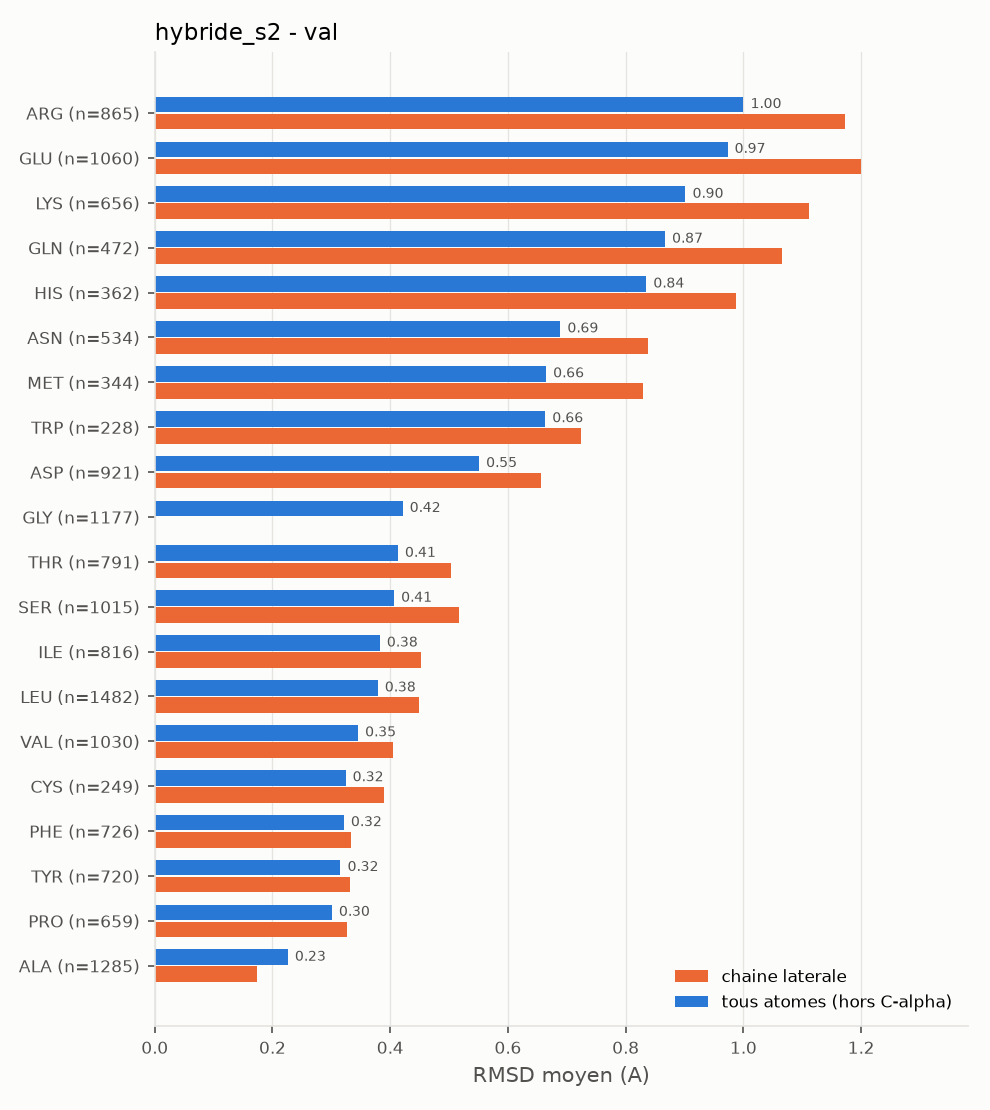 hybride_s2 - val
ARG (n=865)
1.00
GLU (n=1060)
0.97
LYS (n=656)
0.90
GLN (n=472)
0.87
HIS (n=362)
0.84
ASN (n=534)
0.69
MET (n=344)
0.66
TRP (n=228)
0.66
ASP (n=921)
0.55
GLY (n=1177)
0.42
THR (n=791)
0.41
SER (n=1015)
0.41
ILE (n=816)
0.38
LEU (n=1482)
0.38
VAL (n=1030)
0.35
CYS (n=249)
0.32
PHE (n=726)
0.32
TYR (n=720)
0.32
PRO (n=659)
0.30
ALA (n=1285)
0.23
chaine laterale
tous atomes (hors C-alpha)
0.0 0.2 0.4 0.6 0.8 1.0 1.2
RMSD moyen (A)